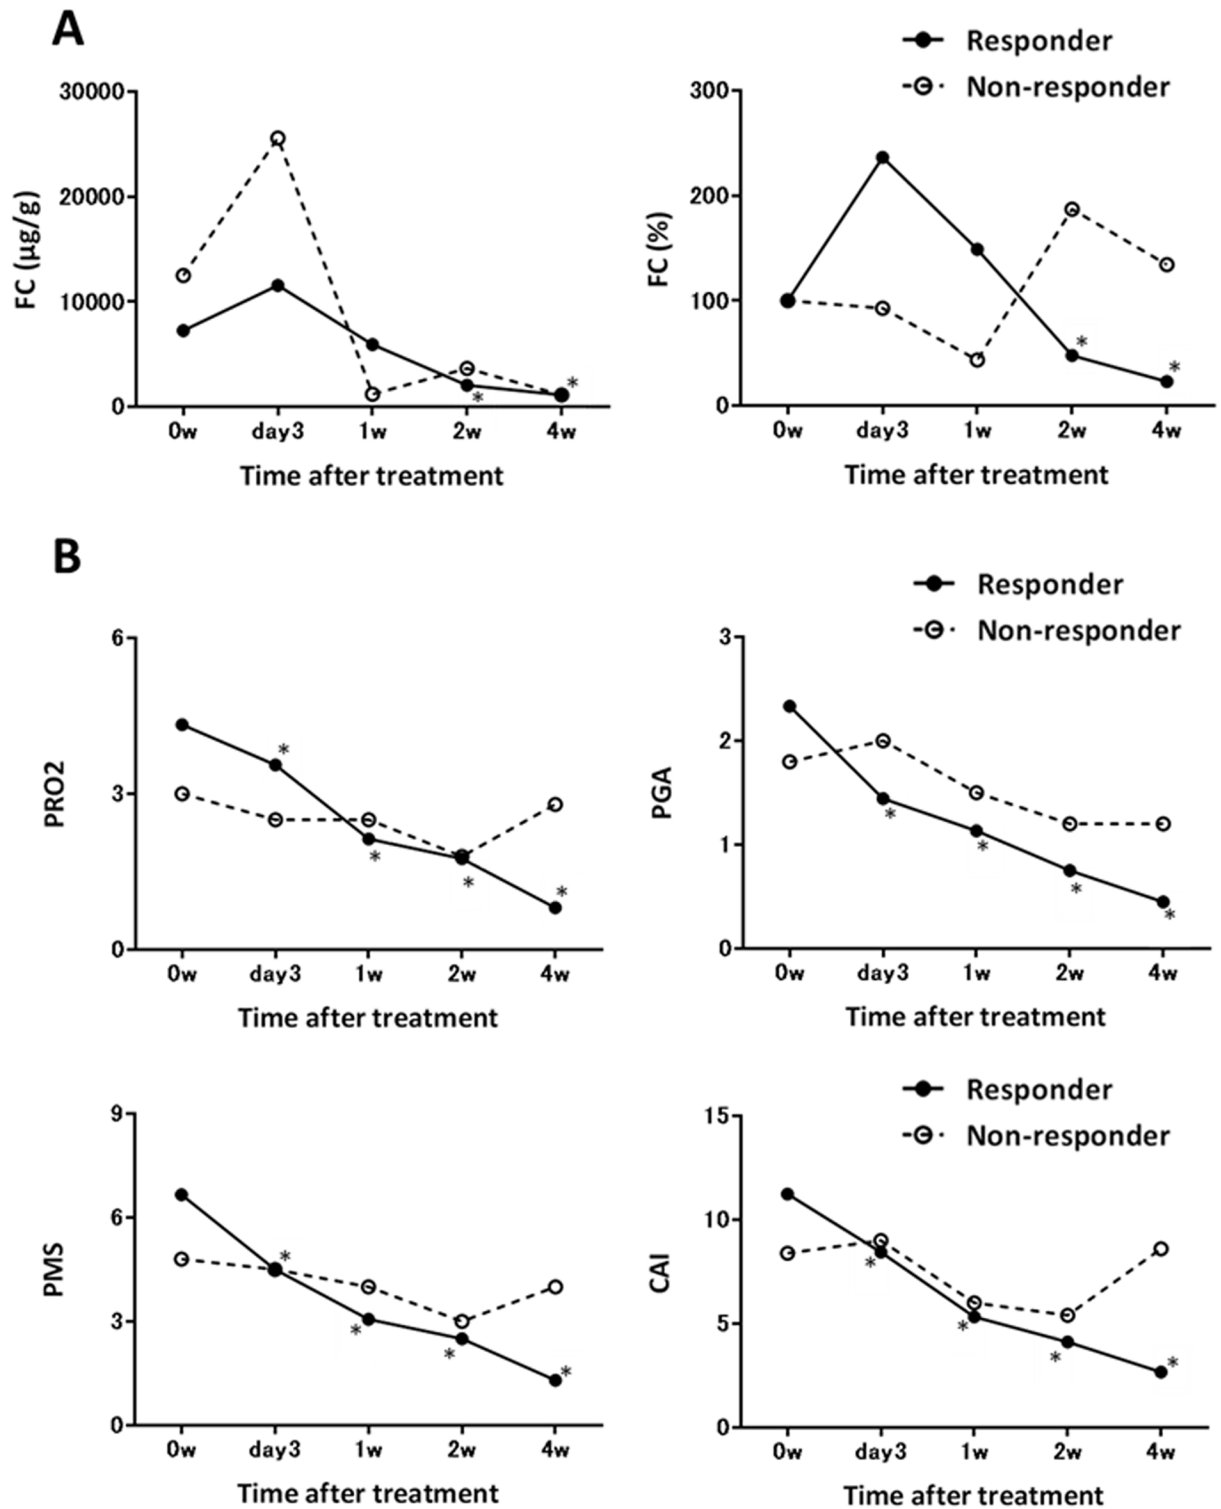 A
Responder
Non-responder
FC (µg/g)
30000
20000
10000
0
0w day3 1w 2w 4w
Time after treatment
*
*
FC (%)
300
200
100
0
0w day3 1w 2w 4w
Time after treatment
*
*
B
Responder
Non-responder
PRO2
6
3
0
0w day3 1w 2w 4w
Time after treatment
*
*
*
*
PGA
3
2
1
0
0w day3 1w 2w 4w
Time after treatment
*
*
*
*
Responder
Non-responder
PMS
9
6
3
0
0w day3 1w 2w 4w
Time after treatment
*
*
*
*
CAI
15
10
5
0
0w day3 1w 2w 4w
Time after treatment
*
*
*
*